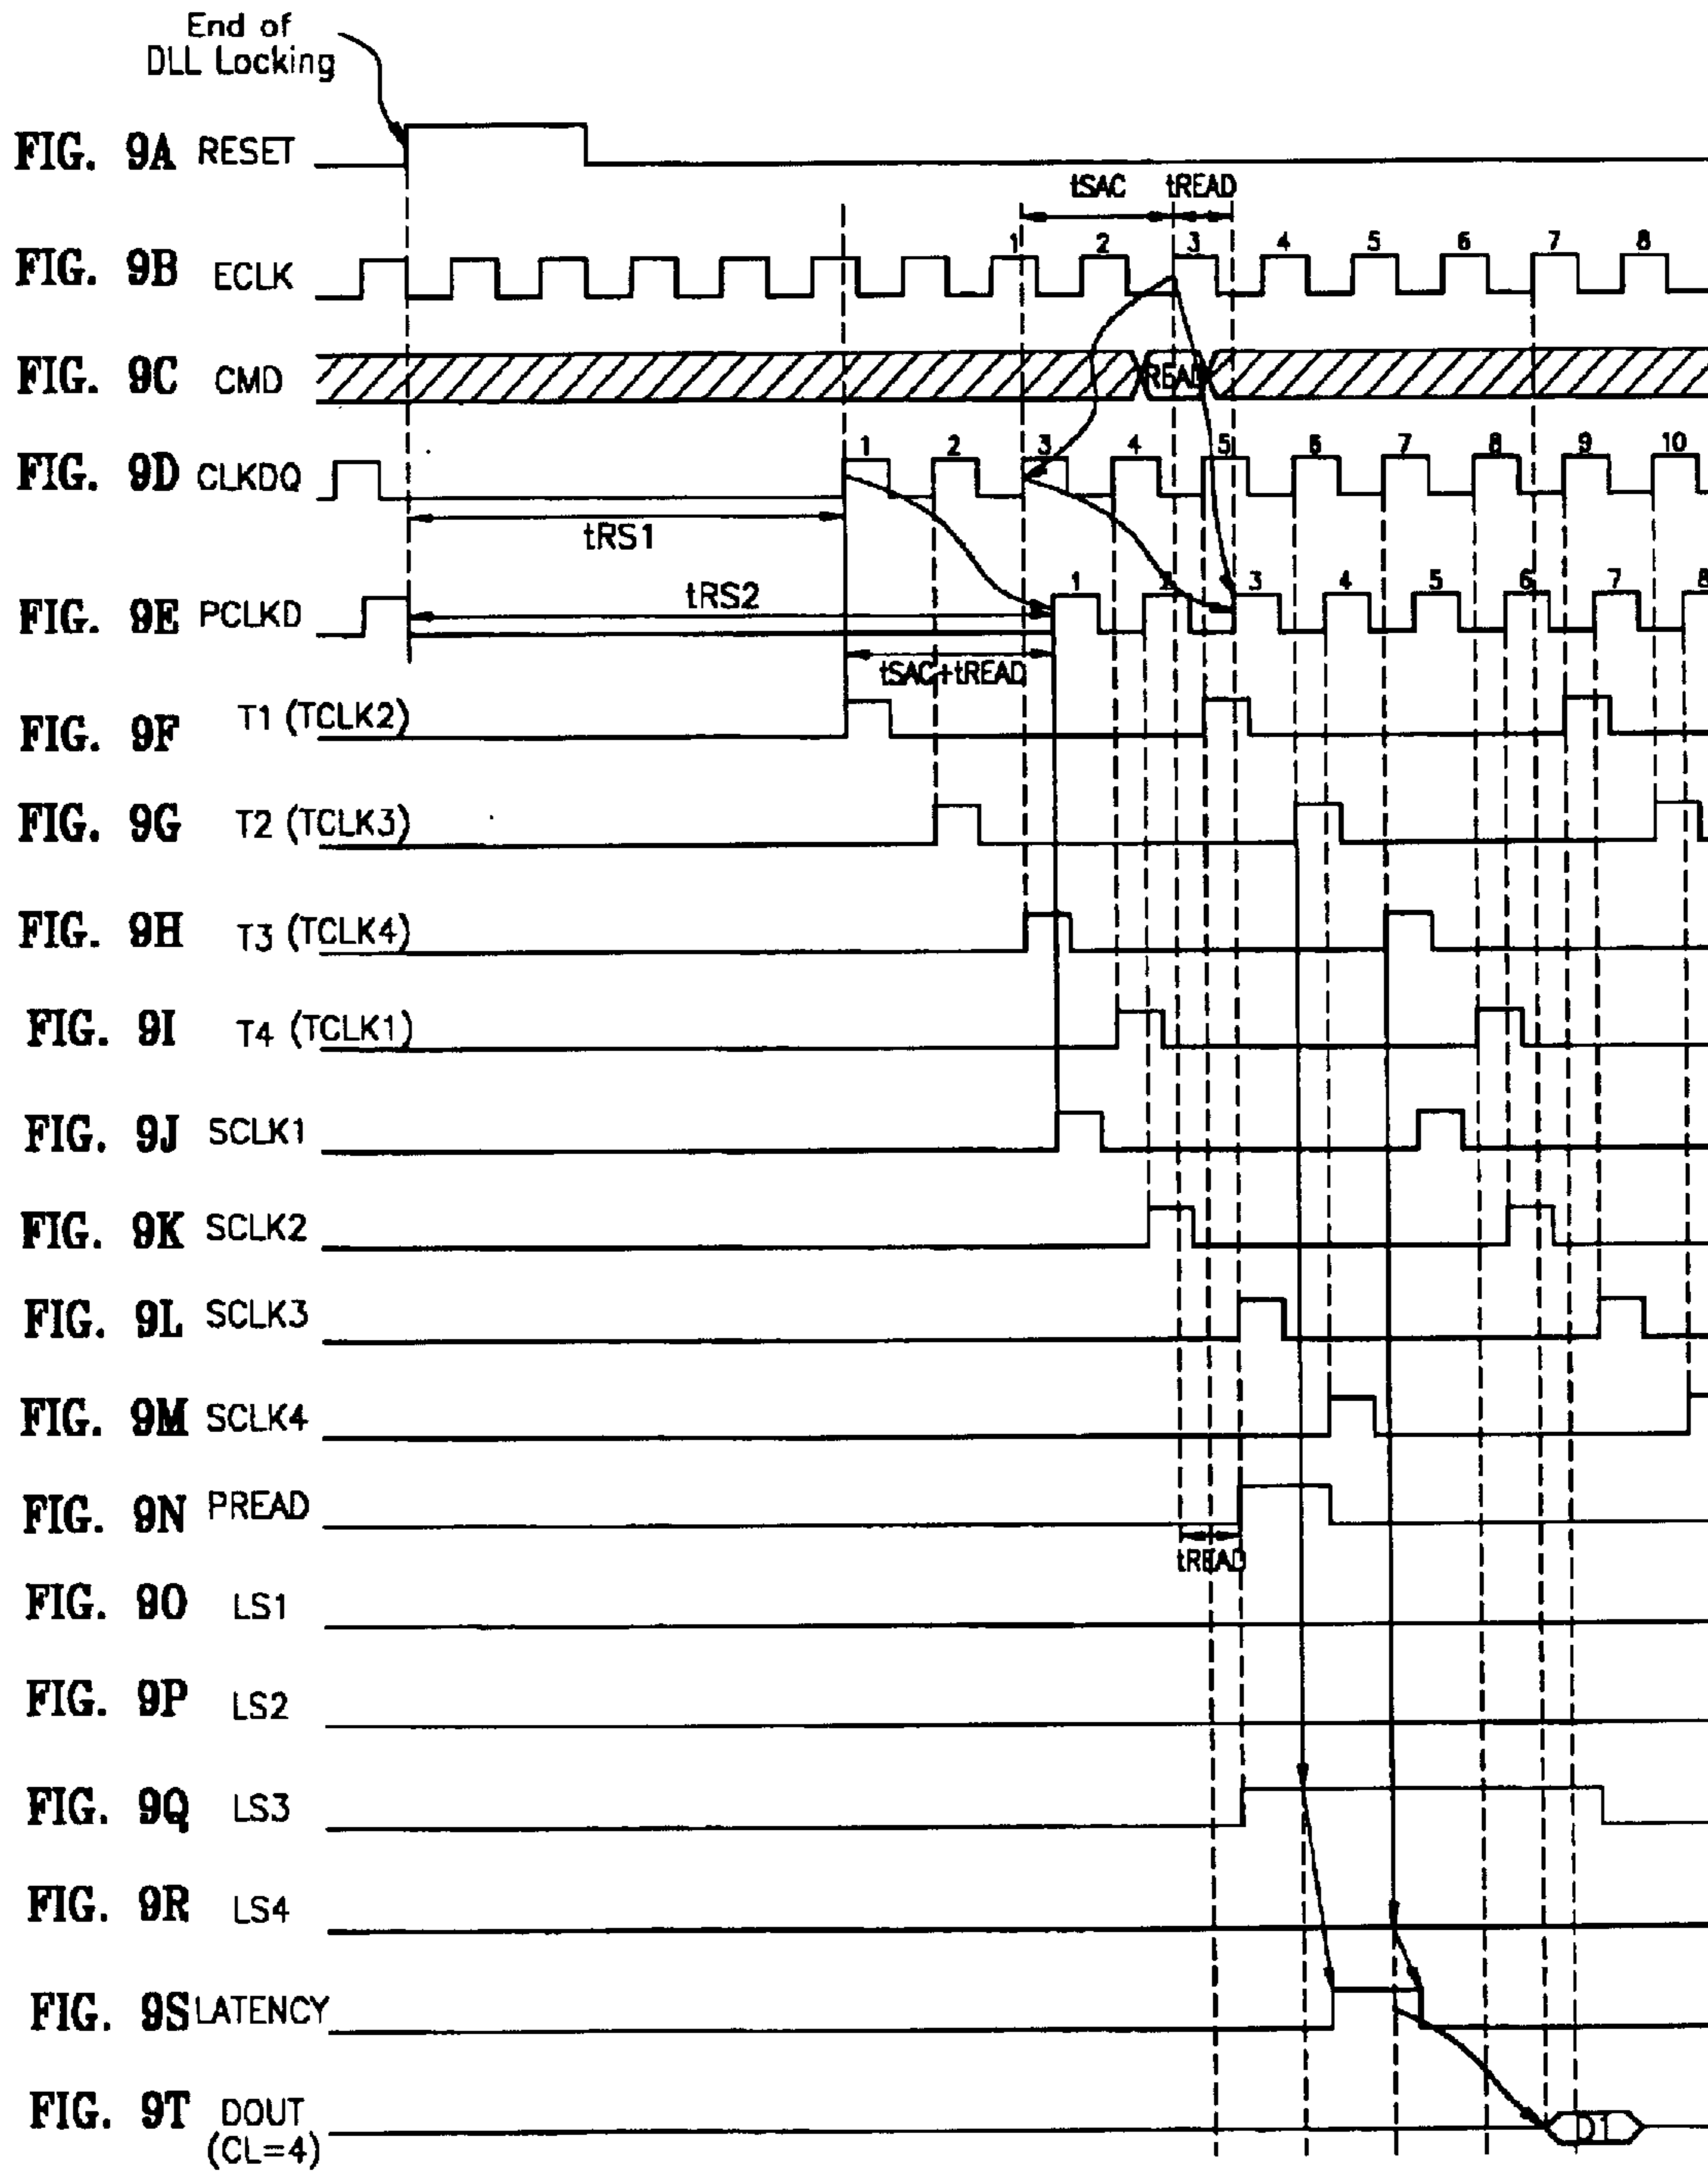 End of
DLL Locking
FIG. 9A RESET
tSAC tREAD
FIG. 9B ECLK 1 2 3 4 5 6 7 8
FIG. 9C CMD READ
FIG. 9D CLKDQ 1 2 3 4 5 6 7 8 9 10
tRS1
FIG. 9E PCLKD tRS2 1 2 3 4 5 6 7 8
tSAC+tREAD
FIG. 9F T1 (TCLK2)
FIG. 9G T2 (TCLK3)
FIG. 9H T3 (TCLK4)
FIG. 9I T4 (TCLK1)
FIG. 9J SCLK1
FIG. 9K SCLK2
FIG. 9L SCLK3
FIG. 9M SCLK4
FIG. 9N PREAD
tREAD
FIG. 9O LS1
FIG. 9P LS2
FIG. 9Q LS3
FIG. 9R LS4
FIG. 9S LATENCY
FIG. 9T DOUT D1
(CL=4)